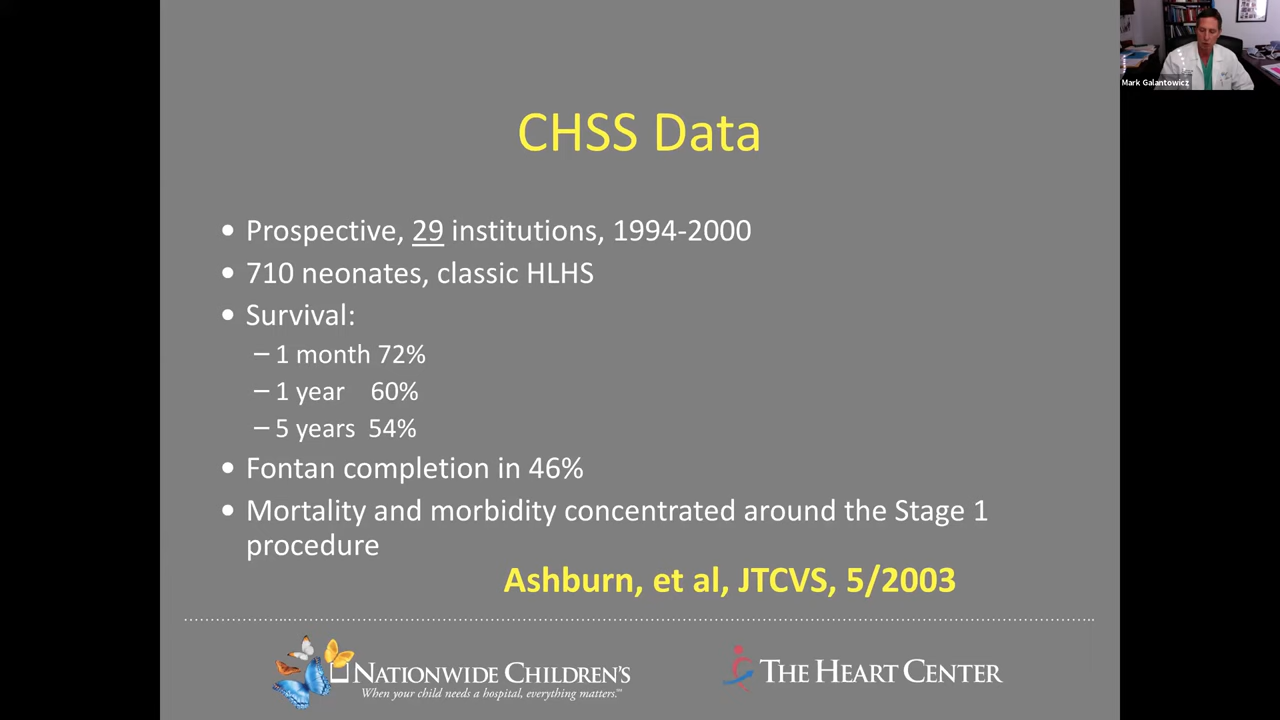 Mark Galantowicz
CHSS Data
• Prospective, 29 institutions, 1994-2000
• 710 neonates, classic HLHS
• Survival:
– 1 month 72%
– 1 year 60%
– 5 years 54%
• Fontan completion in 46%
• Mortality and morbidity concentrated around the Stage 1
procedure
Ashburn, et al, JTCVS, 5/2003
NATIONWIDE CHILDREN'S
When your child needs a hospital, everything matters.℠
THE HEART CENTER